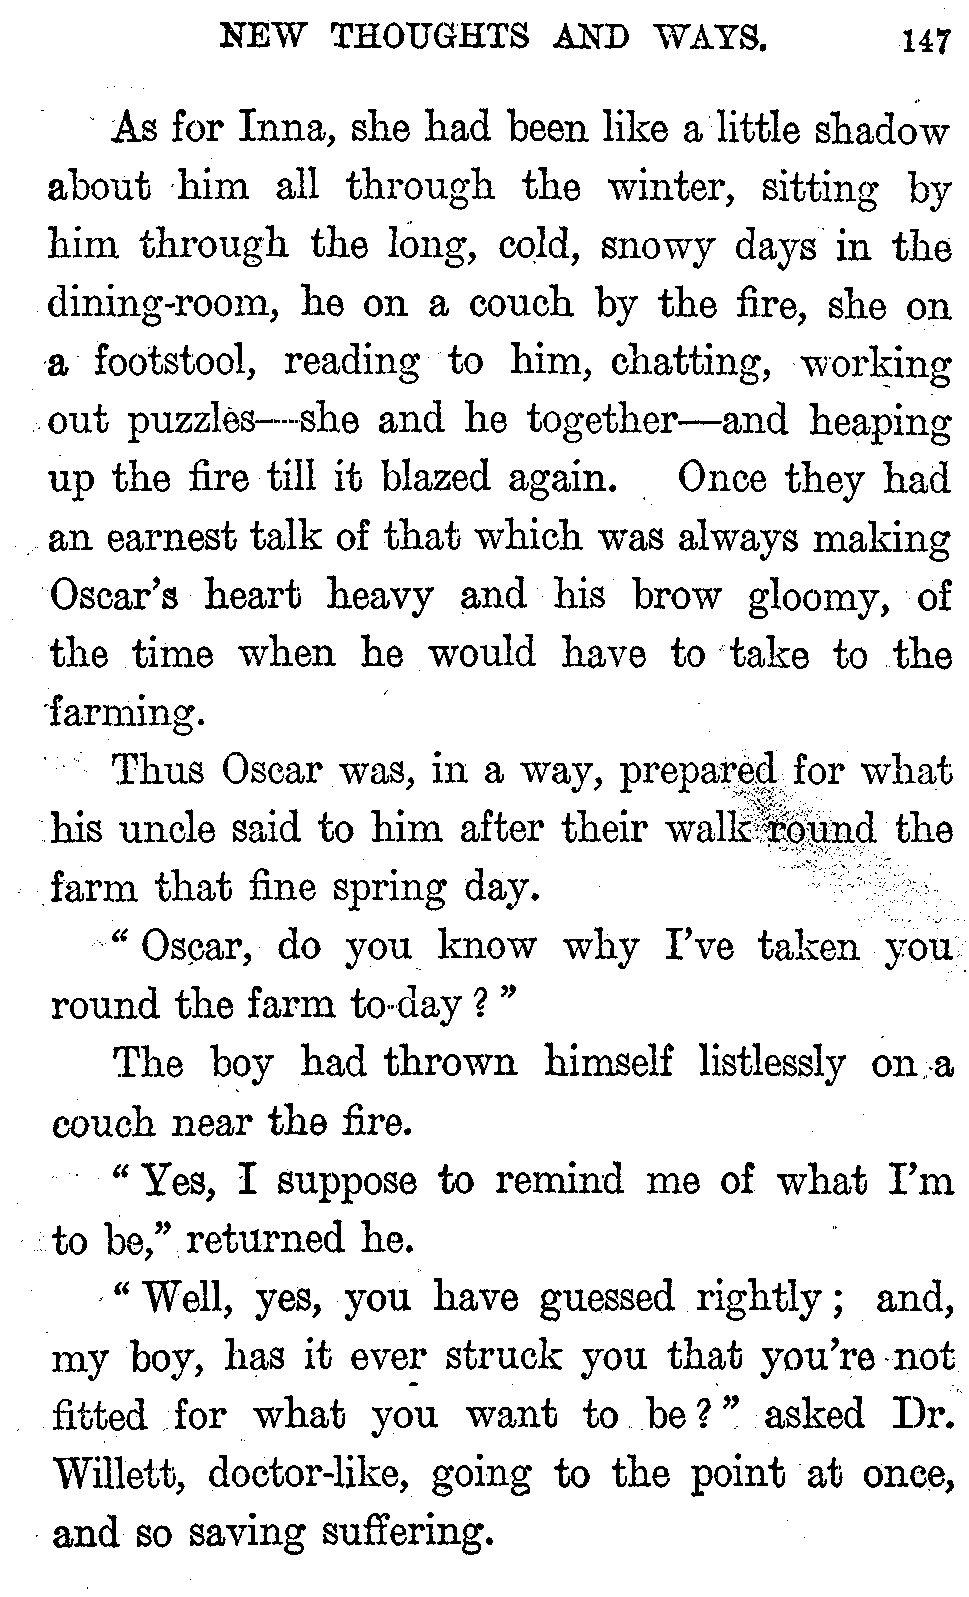 NEW THOUGHTS AND WAYS. 147
As for Inna, she had been like a little shadow
about him all through the winter, sitting by
him through the long, cold, snowy days in the
dining-room, he on a couch by the fire, she on
a footstool, reading to him, chatting, working
out puzzles—she and he together—and heaping
up the fire till it blazed again. Once they had
an earnest talk of that which was always making
Oscar's heart heavy and his brow gloomy, of
the time when he would have to take to the
farming.
Thus Oscar was, in a way, prepared for what
his uncle said to him after their walk round the
farm that fine spring day.
“ Oscar, do you know why I've taken you
round the farm to-day ? ”
The boy had thrown himself listlessly on a
couch near the fire.
“ Yes, I suppose to remind me of what I'm
to be,” returned he.
“ Well, yes, you have guessed rightly ; and,
my boy, has it ever struck you that you're not
fitted for what you want to be ? ” asked Dr.
Willett, doctor-like, going to the point at once,
and so saving suffering.